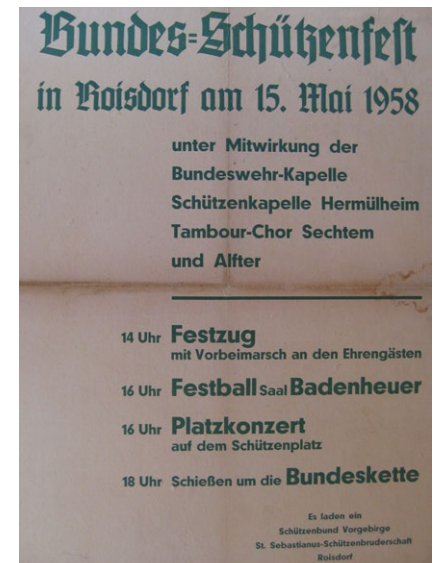 Bundes=Schützenfest
in Roisdorf am 15. Mai 1958
unter Mitwirkung der
Bundeswehr-Kapelle
Schützenkapelle Hermülheim
Tambour-Chor Sechtem
und Alfter
14 Uhr Festzug
mit Vorbeimarsch an den Ehrengästen
16 Uhr Festball Saal Badenheuer
16 Uhr Platzkonzert
auf dem Schützenplatz
18 Uhr Schießen um die Bundeskette
Es laden ein
Schützenbund Vorgebirge
St. Sebastianus-Schützenbruderschaft
Roisdorf